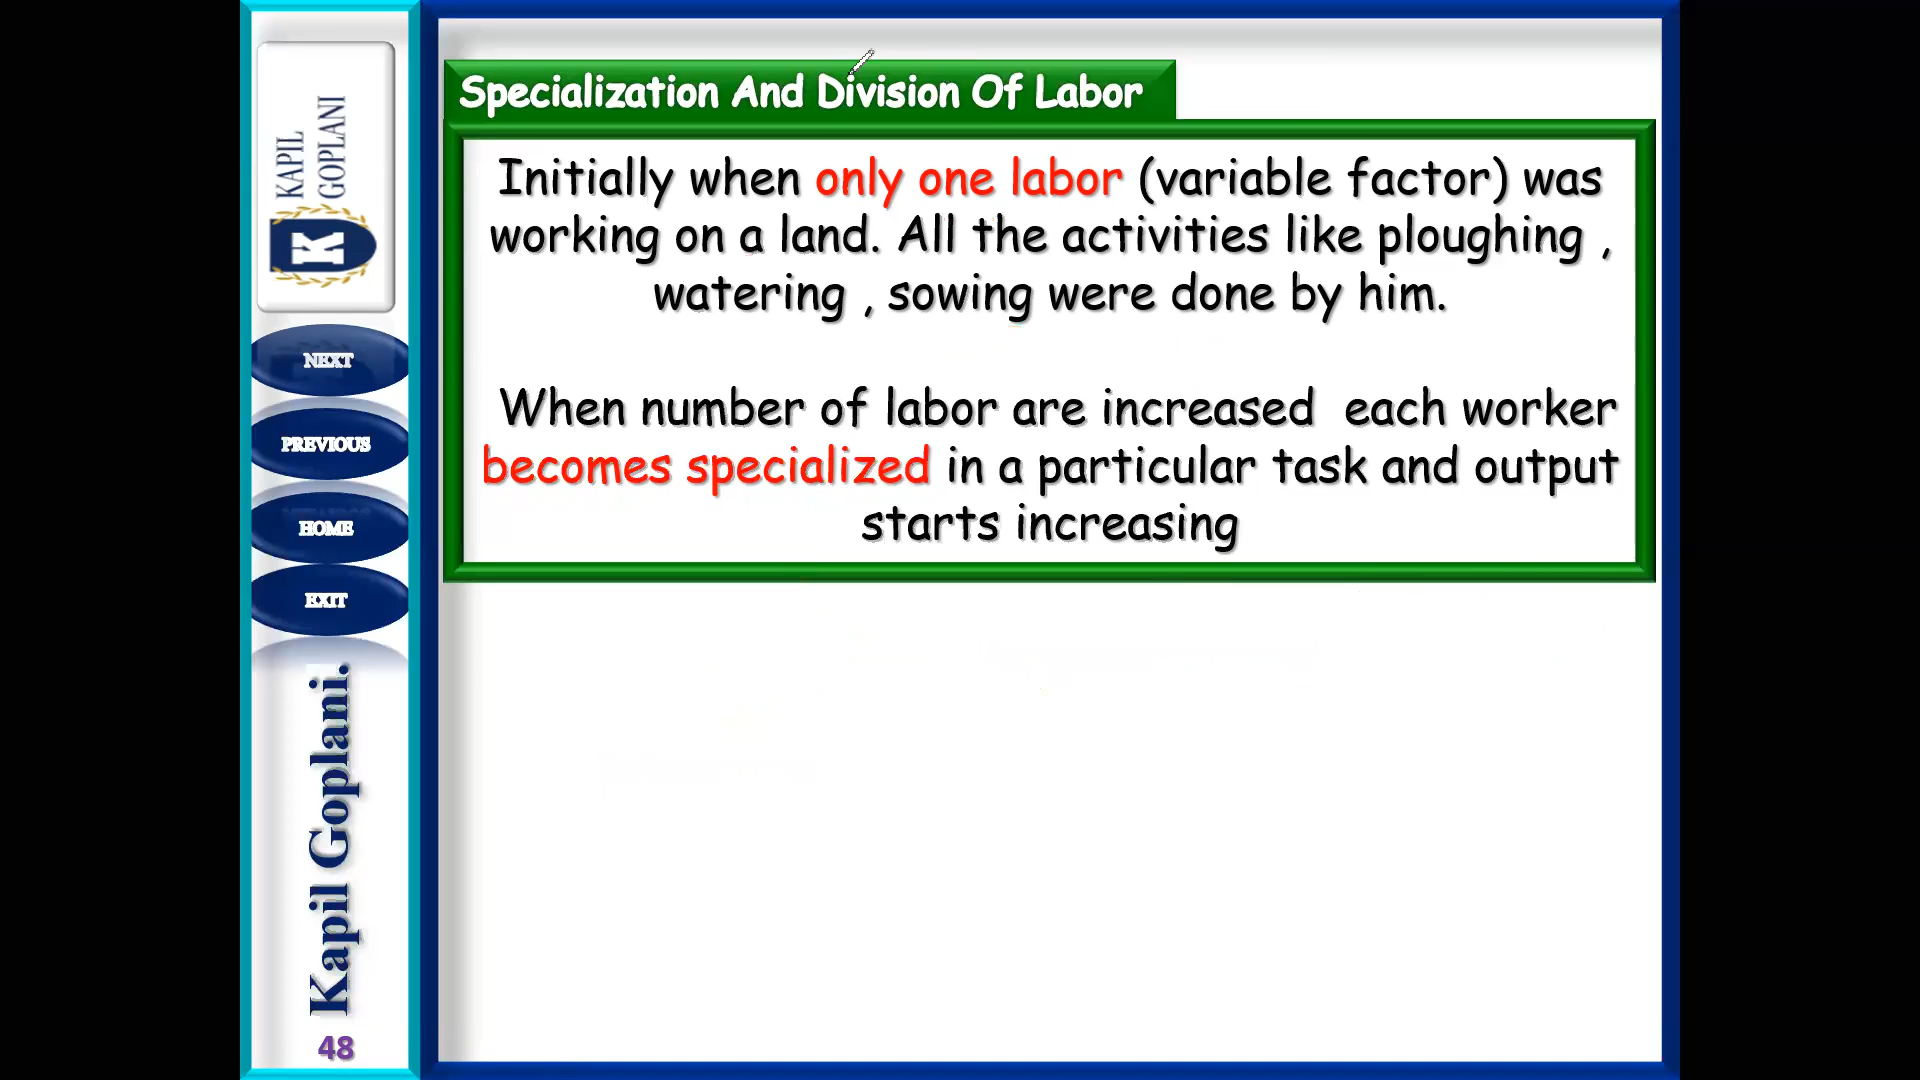 KAPIL
GOPLANI
K
NEXT
PREVIOUS
HOME
EXIT
Kapil Goplani.
48
Specialization And Division Of Labor
Initially when only one labor (variable factor) was
working on a land. All the activities like ploughing ,
watering , sowing were done by him.
When number of labor are increased  each worker
becomes specialized in a particular task and output
starts increasing